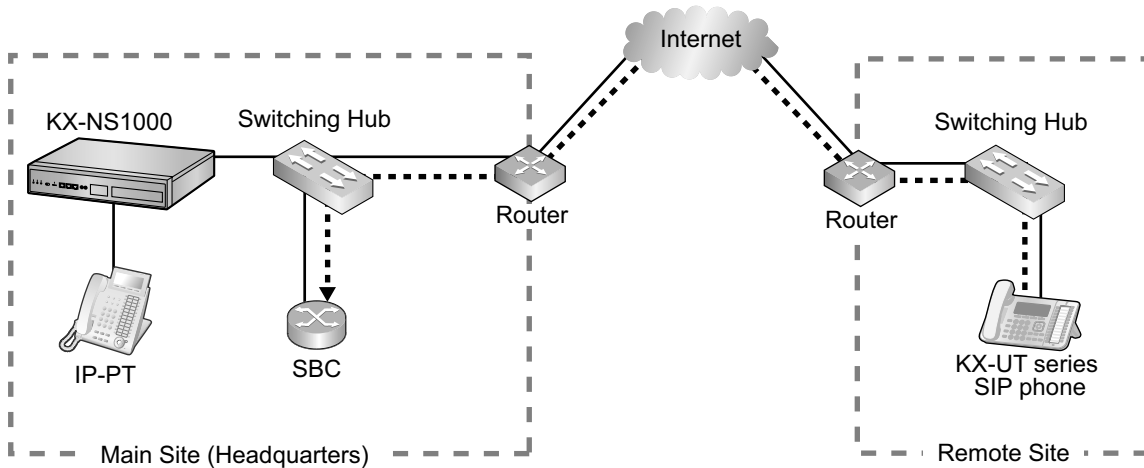 Internet
KX-NS1000
Switching Hub
Switching Hub
Router
Router
IP-PT
SBC
KX-UT series
SIP phone
Main Site (Headquarters)
Remote Site